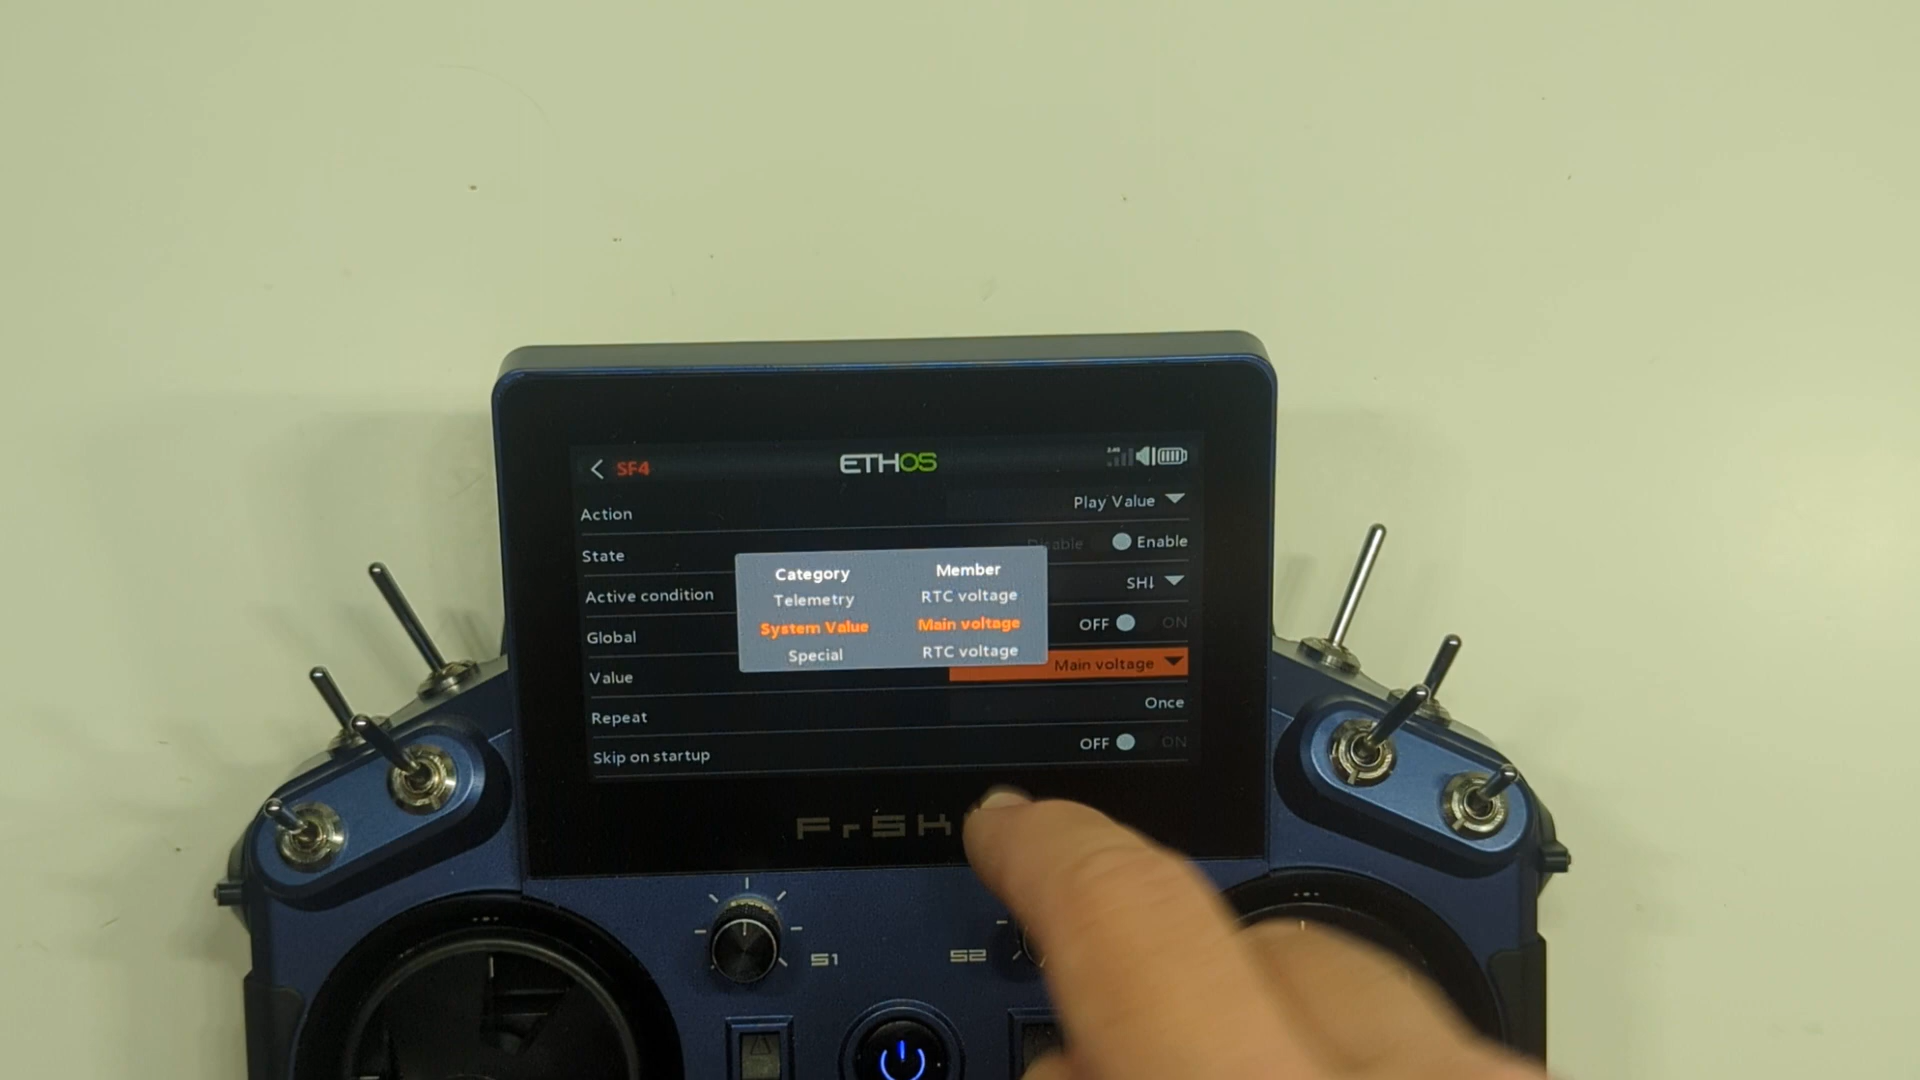 SF4 ETHOS 2.4G
Action Play Value
State Disable Enable
Active condition SH↓
Global OFF ON
Value Main voltage
Repeat Once
Skip on startup OFF ON
Category Member
Telemetry RTC voltage
System Value Main voltage
Special RTC voltage
FrSK
S1 S2